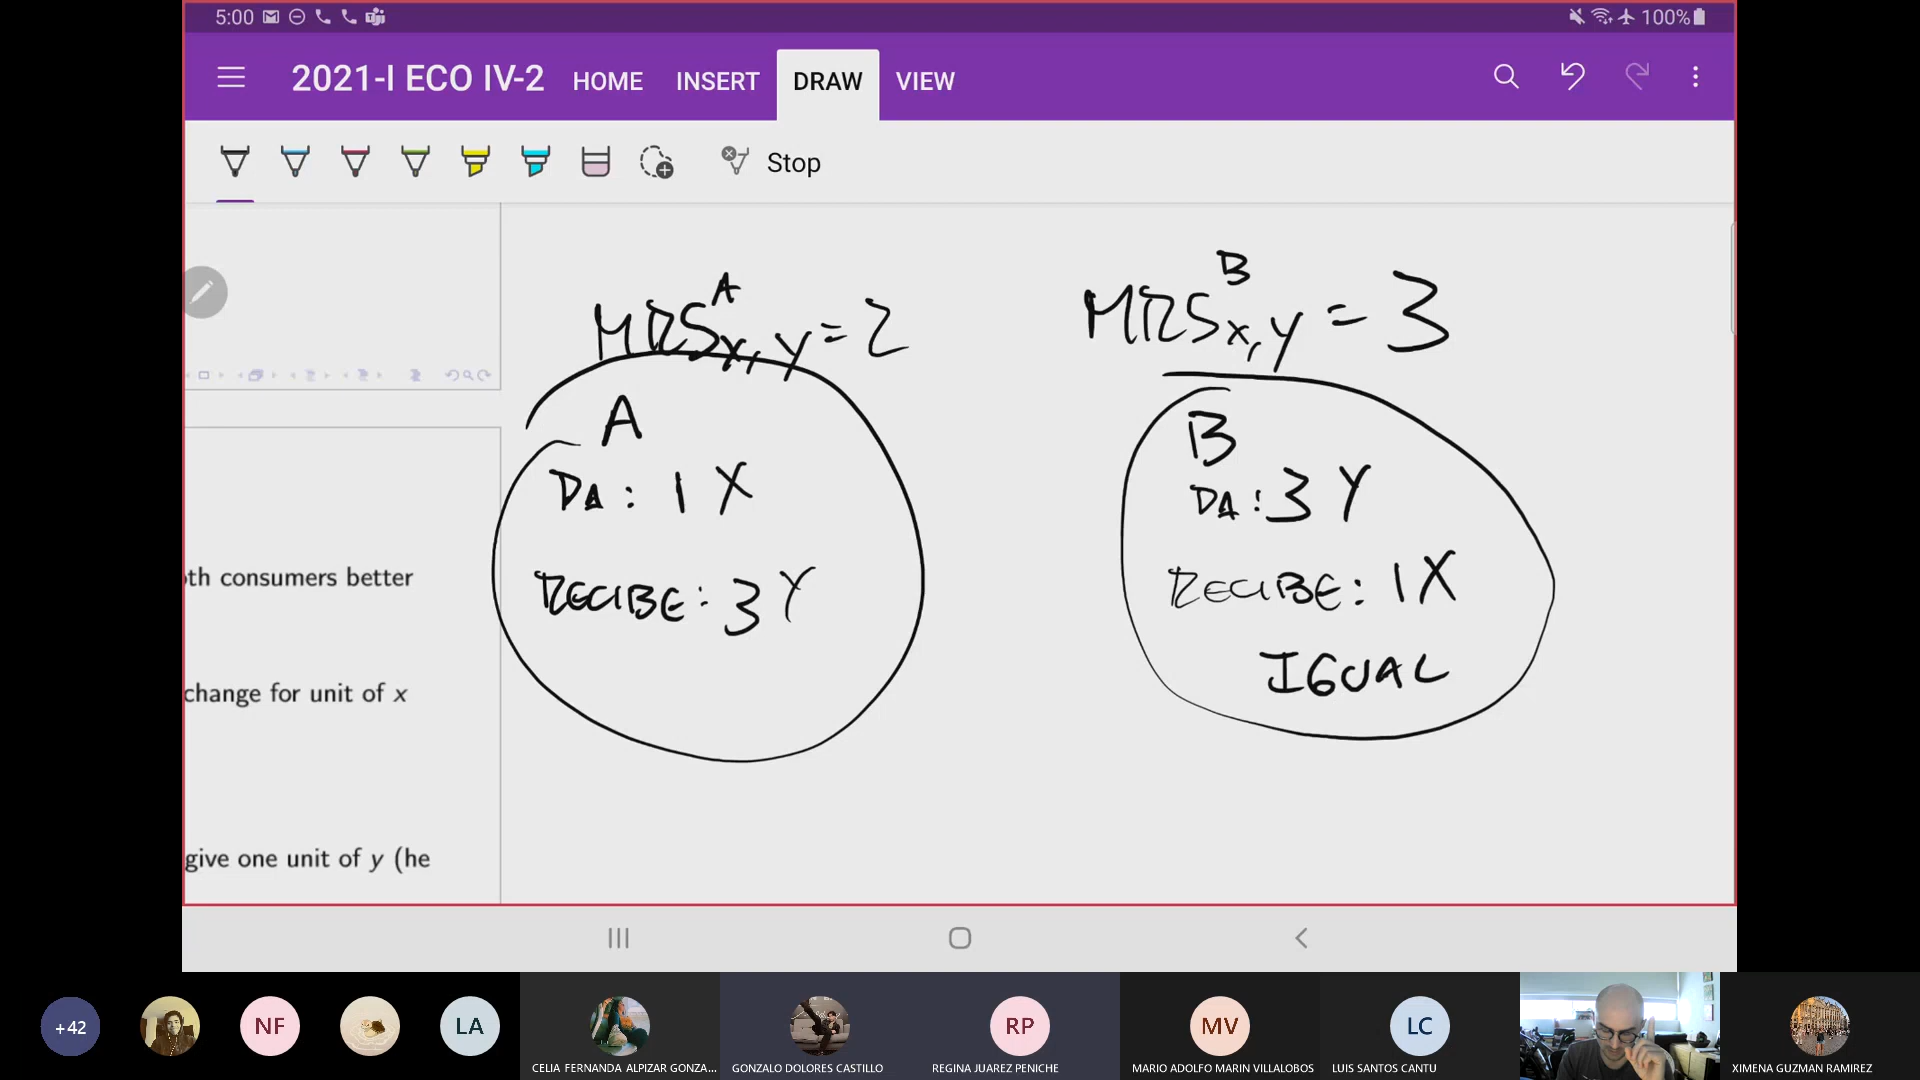 5:00 100%
2021-I ECO IV-2 HOME INSERT DRAW VIEW
Stop
MRS A x, y = 2
MRS B x, y = 3
A
DA: 1 X
RECIBE: 3 Y
B
DA: 3 Y
RECIBE: 1X
IGUAL
th consumers better
change for unit of x
give one unit of y (he
+42
NF
LA
CELIA FERNANDA ALPIZAR GONZA...
GONZALO DOLORES CASTILLO
RP
REGINA JUAREZ PENICHE
MV
MARIO ADOLFO MARIN VILLALOBOS
LC
LUIS SANTOS CANTU
XIMENA GUZMAN RAMIREZ